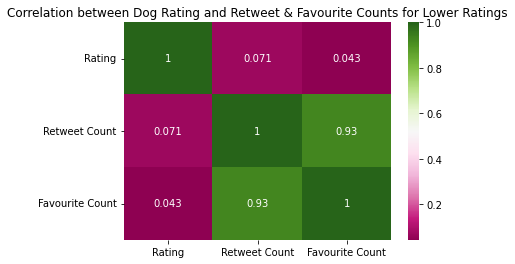 Correlation between Dog Rating and Retweet & Favourite Counts for Lower Ratings
Rating 1 0.071 0.043
Retweet Count 0.071 1 0.93
Favourite Count 0.043 0.93 1
Rating Retweet Count Favourite Count
1.0
0.8
0.6
0.4
0.2